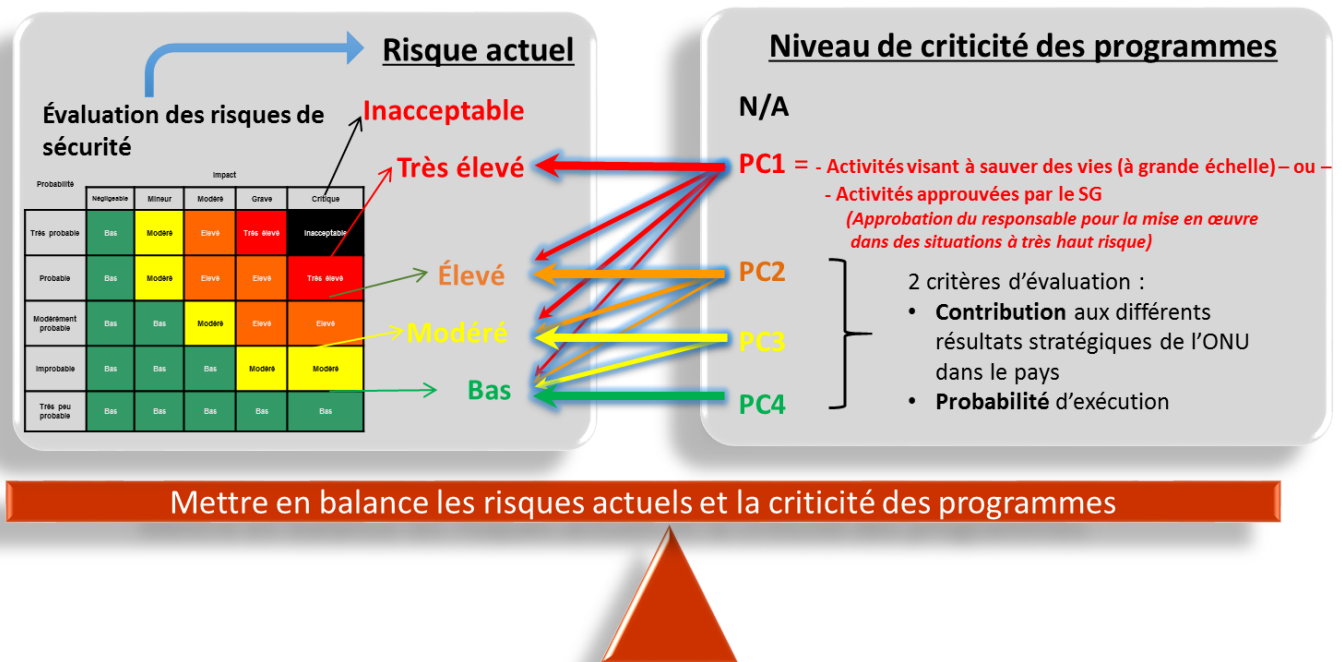 Risque actuel
Évaluation des risques de
sécurité
Probabilité
Impact
Négligeable Mineur Modéré Grave Critique
Très probable Bas Modéré Elevé Très élevé Inacceptable
Probable Bas Modéré Elevé Elevé Très élevé
Modérément
probable Bas Bas Modéré Elevé Elevé
Improbable Bas Bas Bas Modéré Modéré
Très peu
probable Bas Bas Bas Bas Bas
Inacceptable
Très élevé
Élevé
Modéré
Bas
Niveau de criticité des programmes
N/A
PC1 = - Activités visant à sauver des vies (à grande échelle) – ou –
- Activités approuvées par le SG
(Approbation du responsable pour la mise en œuvre
dans des situations à très haut risque)
PC2
PC3
PC4
2 critères d’évaluation :
• Contribution aux différents
résultats stratégiques de l’ONU
dans le pays
• Probabilité d’exécution
Mettre en balance les risques actuels et la criticité des programmes